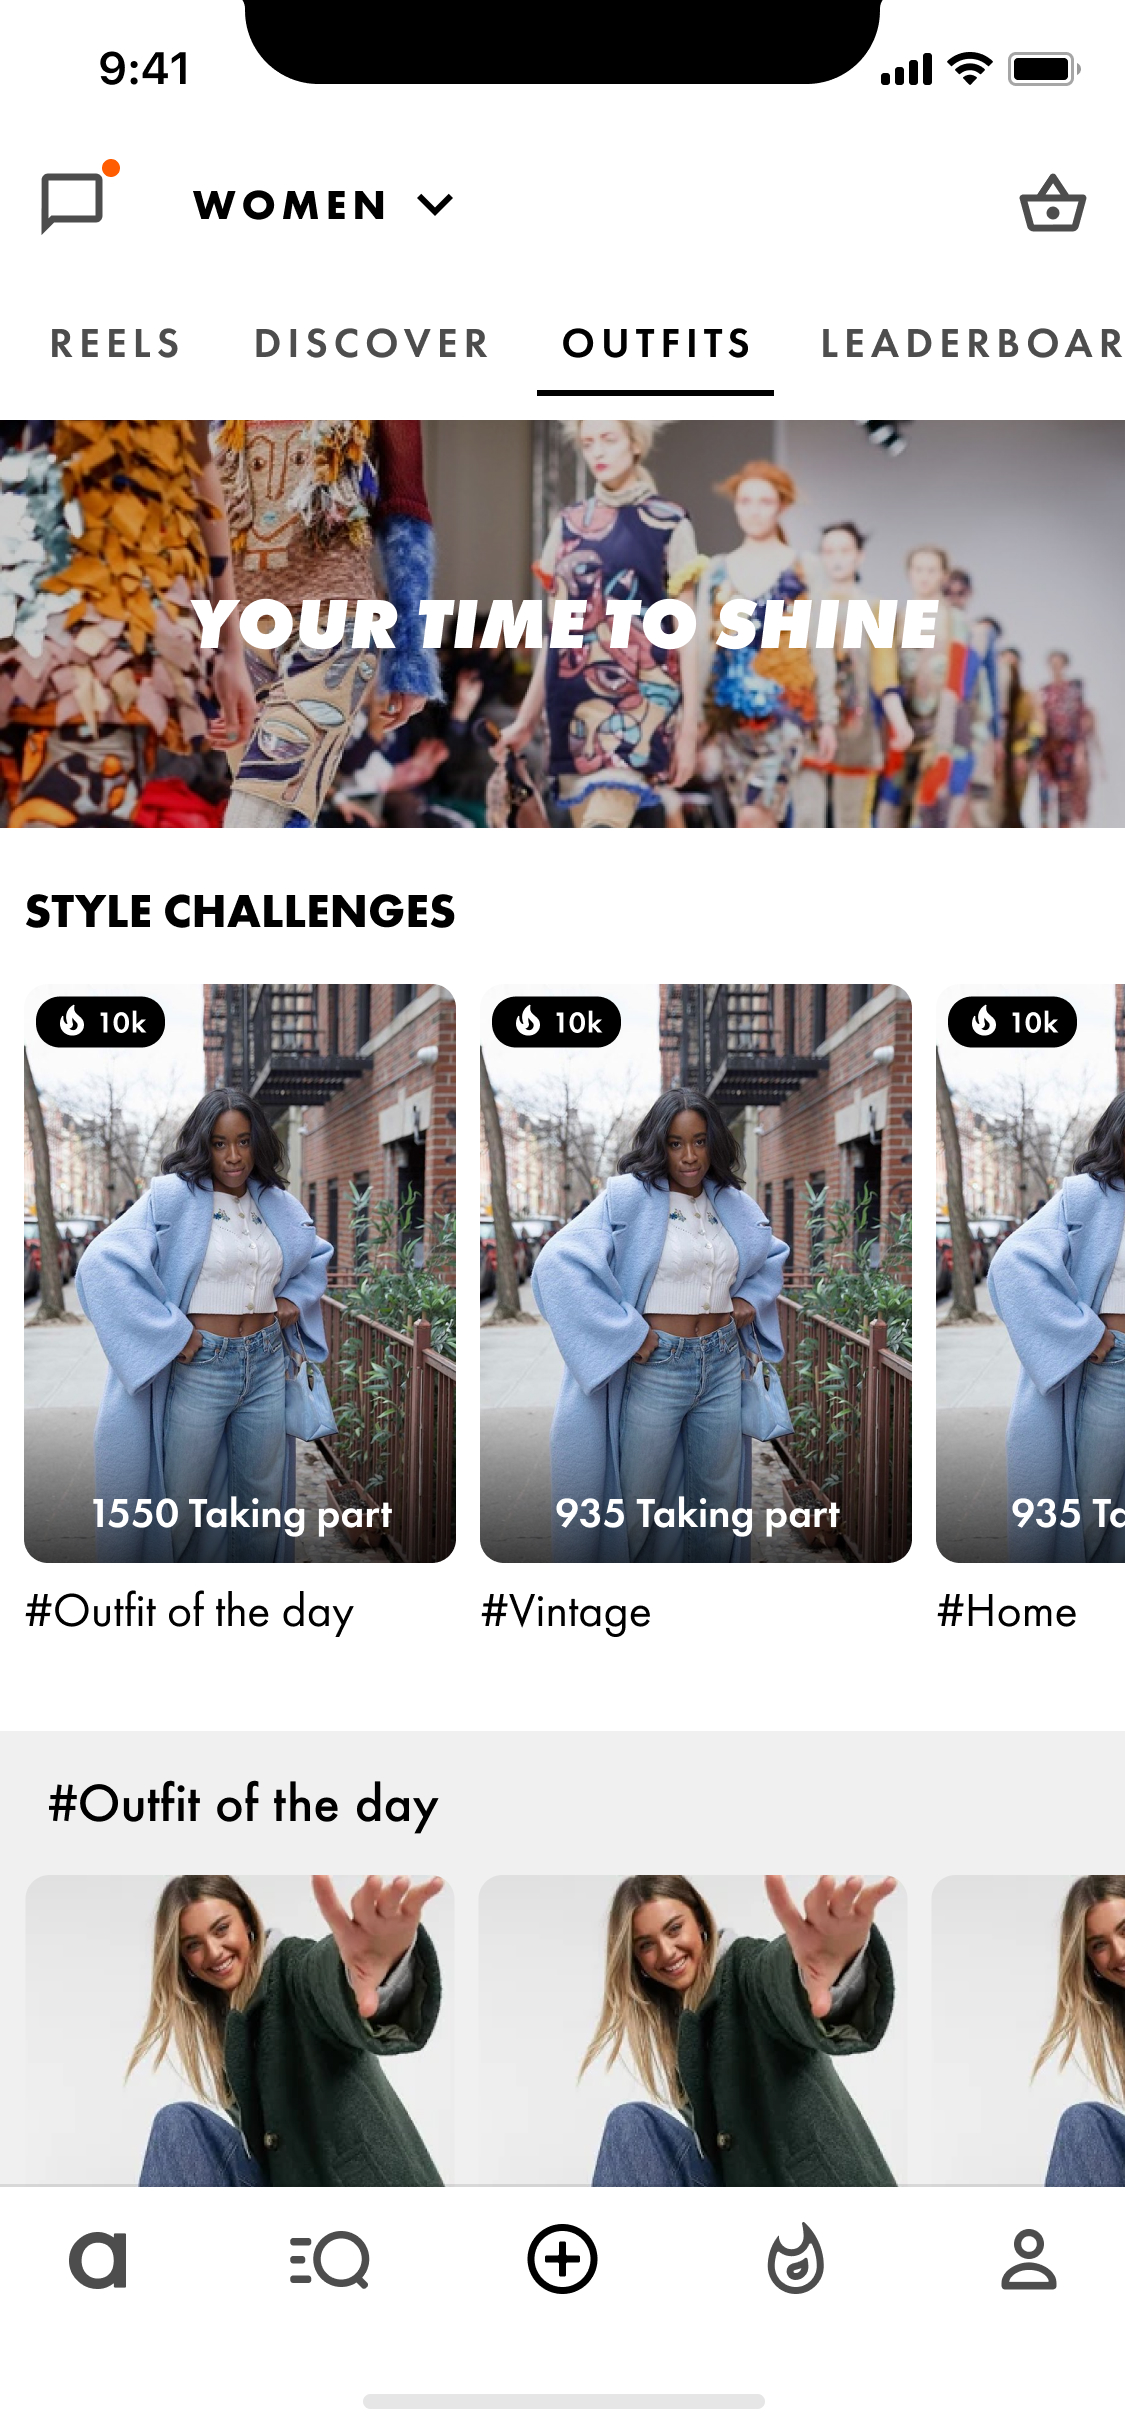 9:41
WOMEN
REELS DISCOVER OUTFITS LEADERBOAR
YOUR TIME TO SHINE
STYLE CHALLENGES
10k 10k 10k
1550 Taking part 935 Taking part 935 Ta
#Outfit of the day #Vintage #Home
#Outfit of the day
a